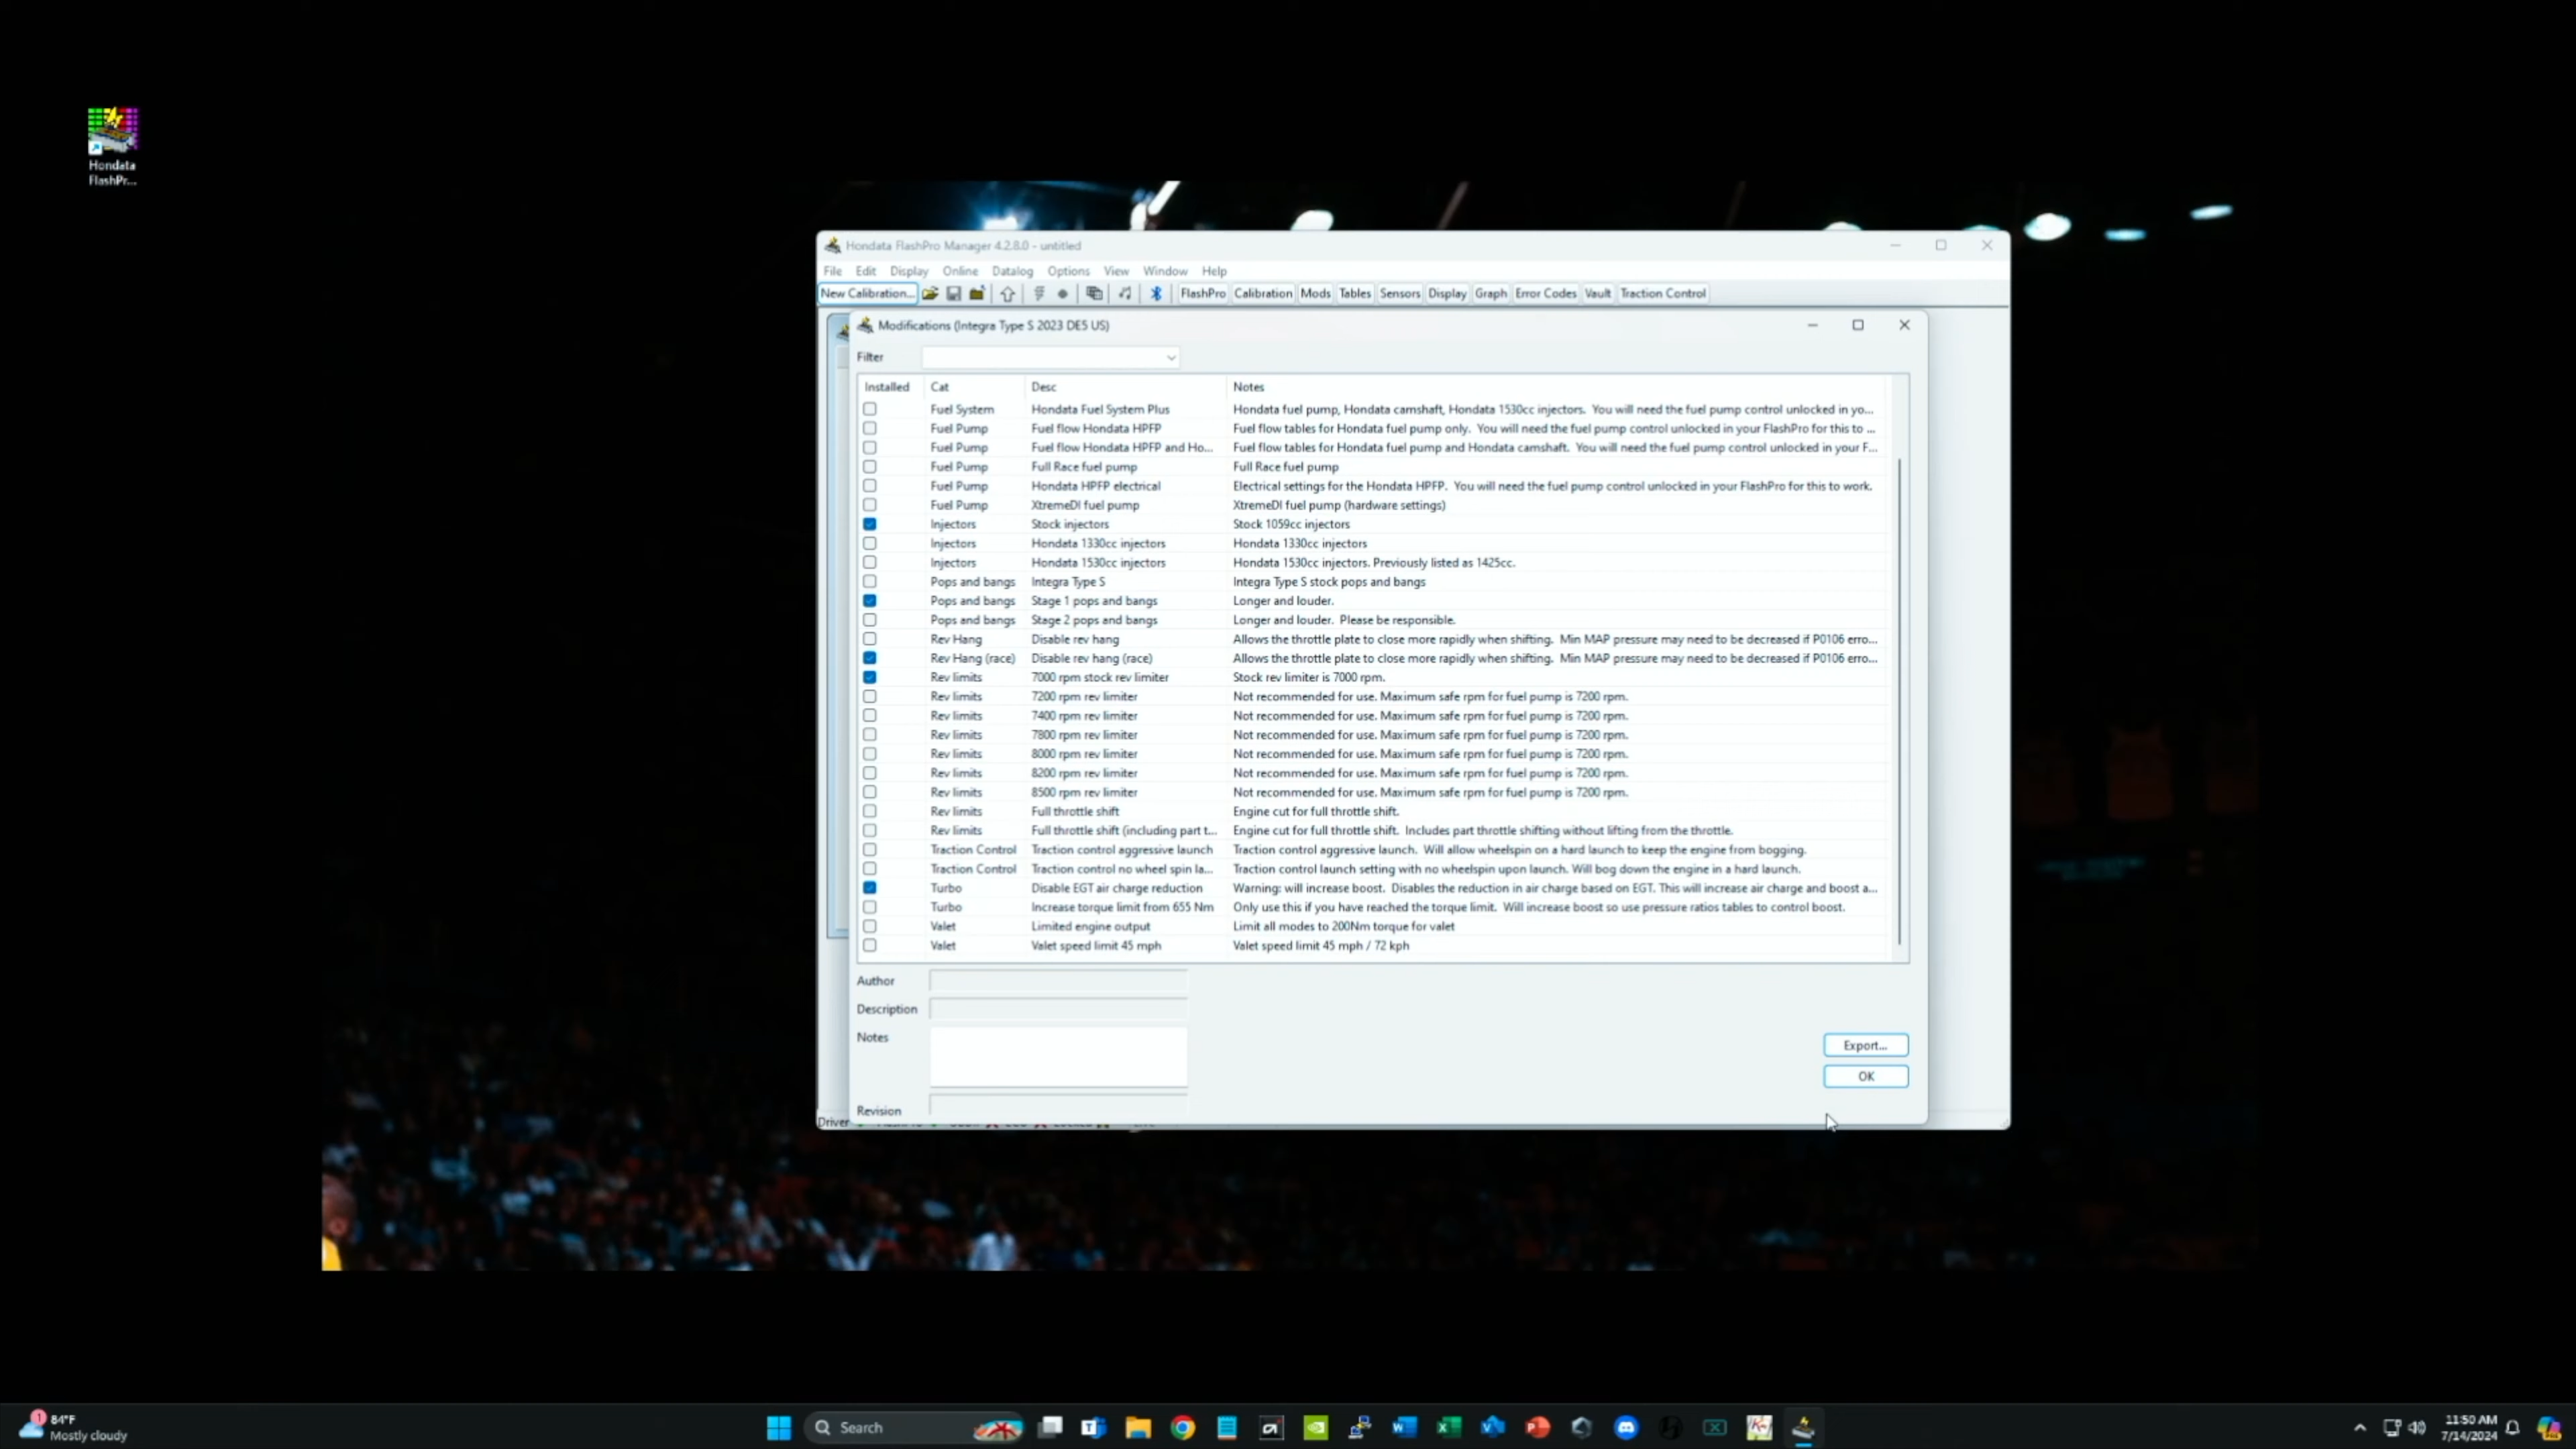 Hondata
FlashPr...
Hondata FlashPro Manager 4.2.8.0 - untitled
File Edit Display Online Datalog Options View Window Help
New Calibration... FlashPro Calibration Mods Tables Sensors Display Graph Error Codes Vault Traction Control
Modifications (Integra Type S 2023 DE5 US)
Filter
Installed Cat Desc Notes
Fuel System Hondata Fuel System Plus Hondata fuel pump, Hondata camshaft, Hondata 1530cc injectors. You will need the fuel pump control unlocked in yo...
Fuel Pump Fuel flow Hondata HPFP Fuel flow tables for Hondata fuel pump only. You will need the fuel pump control unlocked in your FlashPro for this to ...
Fuel Pump Fuel flow Hondata HPFP and Ho... Fuel flow tables for Hondata fuel pump and Hondata camshaft. You will need the fuel pump control unlocked in your F...
Fuel Pump Full Race fuel pump Full Race fuel pump
Fuel Pump Hondata HPFP electrical Electrical settings for the Hondata HPFP. You will need the fuel pump control unlocked in your FlashPro for this to work.
Fuel Pump XtremeDI fuel pump XtremeDI fuel pump (hardware settings)
Injectors Stock injectors Stock 1059cc injectors
Injectors Hondata 1330cc injectors Hondata 1330cc injectors
Injectors Hondata 1530cc injectors Hondata 1530cc injectors. Previously listed as 1425cc.
Pops and bangs Integra Type S Integra Type S stock pops and bangs
Pops and bangs Stage 1 pops and bangs Longer and louder.
Pops and bangs Stage 2 pops and bangs Longer and louder. Please be responsible.
Rev Hang Disable rev hang Allows the throttle plate to close more rapidly when shifting. Min MAP pressure may need to be decreased if P0106 erro...
Rev Hang (race) Disable rev hang (race) Allows the throttle plate to close more rapidly when shifting. Min MAP pressure may need to be decreased if P0106 erro...
Rev limits 7000 rpm stock rev limiter Stock rev limiter is 7000 rpm.
Rev limits 7200 rpm rev limiter Not recommended for use. Maximum safe rpm for fuel pump is 7200 rpm.
Rev limits 7400 rpm rev limiter Not recommended for use. Maximum safe rpm for fuel pump is 7200 rpm.
Rev limits 7800 rpm rev limiter Not recommended for use. Maximum safe rpm for fuel pump is 7200 rpm.
Rev limits 8000 rpm rev limiter Not recommended for use. Maximum safe rpm for fuel pump is 7200 rpm.
Rev limits 8200 rpm rev limiter Not recommended for use. Maximum safe rpm for fuel pump is 7200 rpm.
Rev limits 8500 rpm rev limiter Not recommended for use. Maximum safe rpm for fuel pump is 7200 rpm.
Rev limits Full throttle shift Engine cut for full throttle shift.
Rev limits Full throttle shift (including part t... Engine cut for full throttle shift. Includes part throttle shifting without lifting from the throttle.
Traction Control Traction control aggressive launch Traction control aggressive launch. Will allow wheelspin on a hard launch to keep the engine from bogging.
Traction Control Traction control no wheel spin la... Traction control launch setting with no wheelspin upon launch. Will bog down the engine in a hard launch.
Turbo Disable EGT air charge reduction Warning: will increase boost. Disables the reduction in air charge based on EGT. This will increase air charge and boost a...
Turbo Increase torque limit from 655 Nm Only use this if you have reached the torque limit. Will increase boost so use pressure ratios tables to control boost.
Valet Limited engine output Limit all modes to 200Nm torque for valet
Valet Valet speed limit 45 mph Valet speed limit 45 mph / 72 kph
Author
Description
Notes
Export...
OK
Revision
Driver
84°F
Mostly cloudy
Search
11:50 AM
7/14/2024